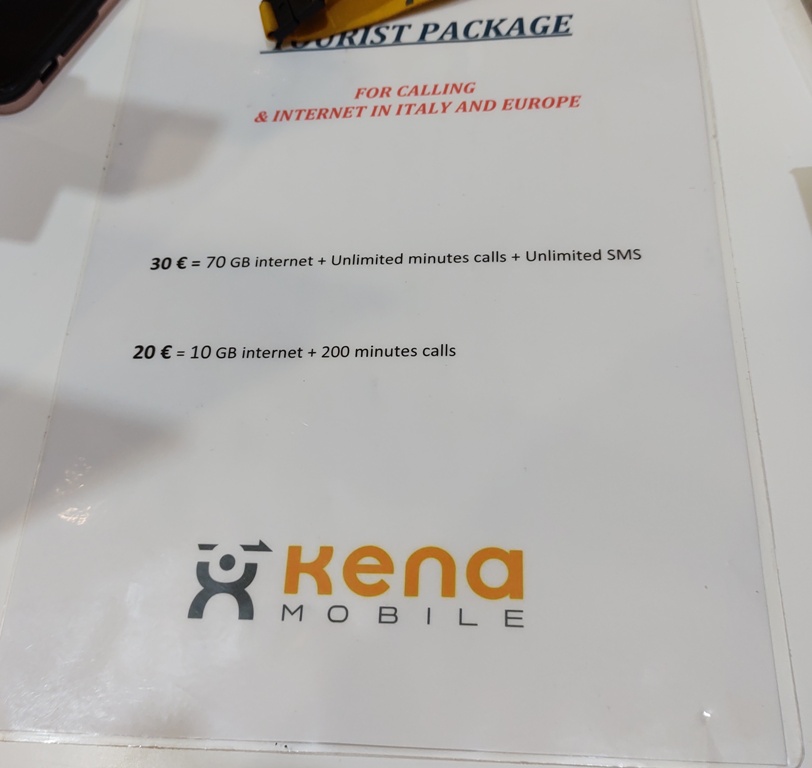 TOURIST PACKAGE
FOR CALLING
& INTERNET IN ITALY AND EUROPE
30 € = 70 GB internet + Unlimited minutes calls + Unlimited SMS
20 € = 10 GB internet + 200 minutes calls
kena
MOBILE